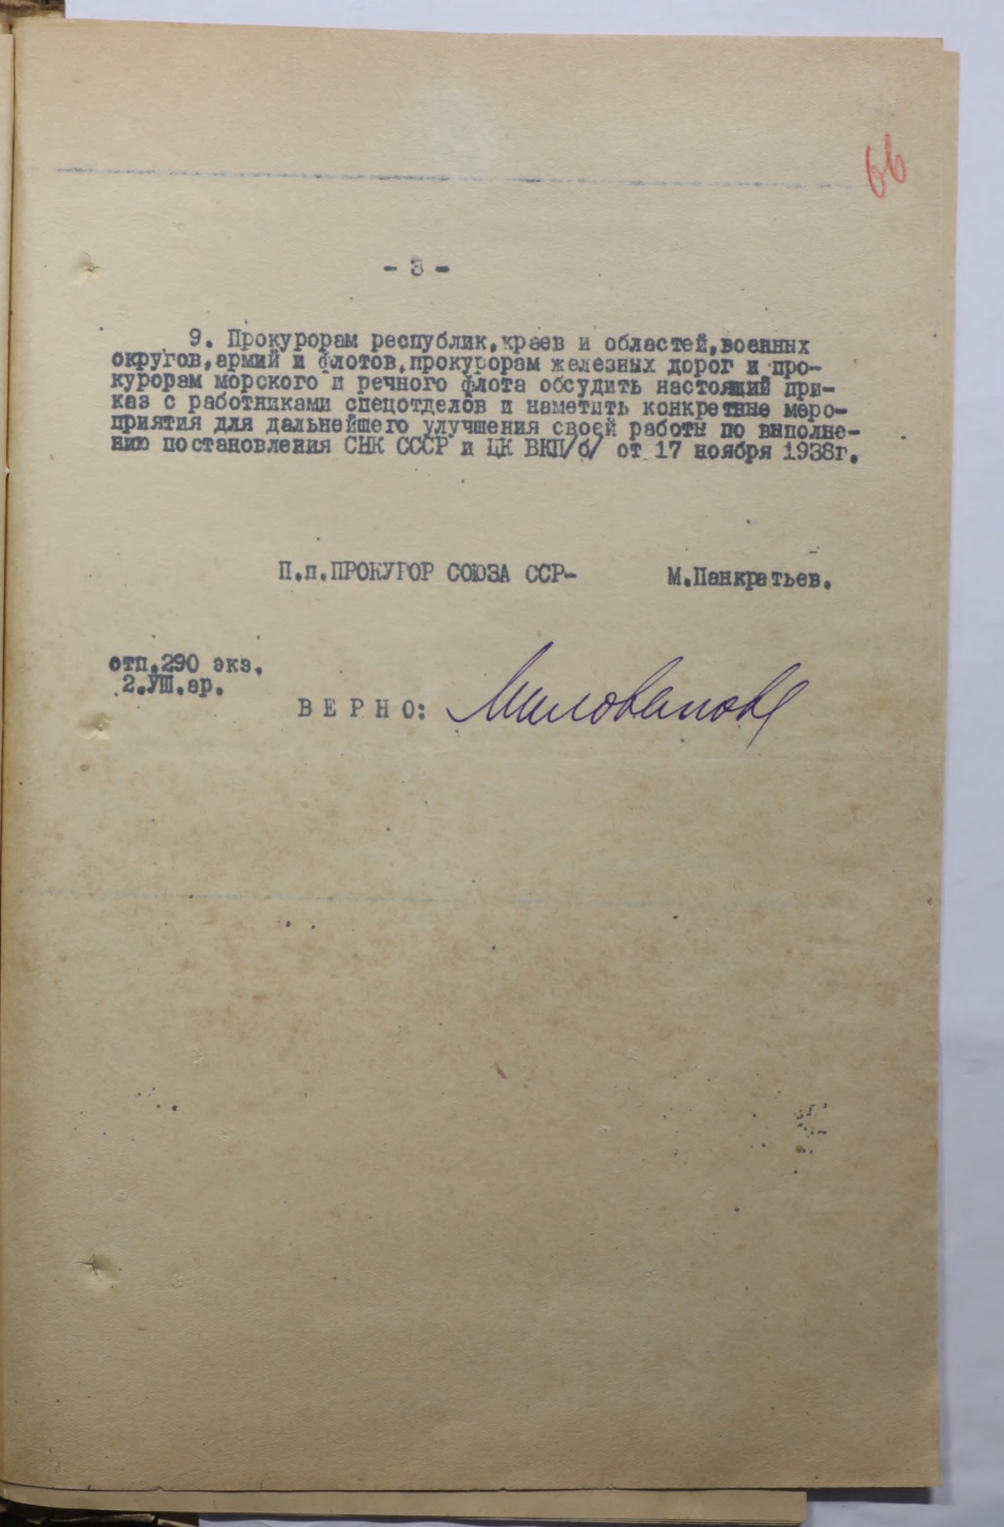 66
- 3 -
9. Прокурорам республик, краев и областей, военных
округов, армий и флотов, прокурорам железных дорог и про-
курорам морского и речного флота обсудить настоящий при-
каз с работниками спецотделов и наметить конкретные меро-
приятия для дальнейшего улучшения своей работы по выполне-
нию постановления СНК СССР и ЦК ВКП/б/ от 17 ноября 1938г.
П.п.ПРОКУРОР СОЮЗА ССР- М.Панкратьев.
отп.290 экз.
2.УШ.ар.
ВЕРНО: Милованова